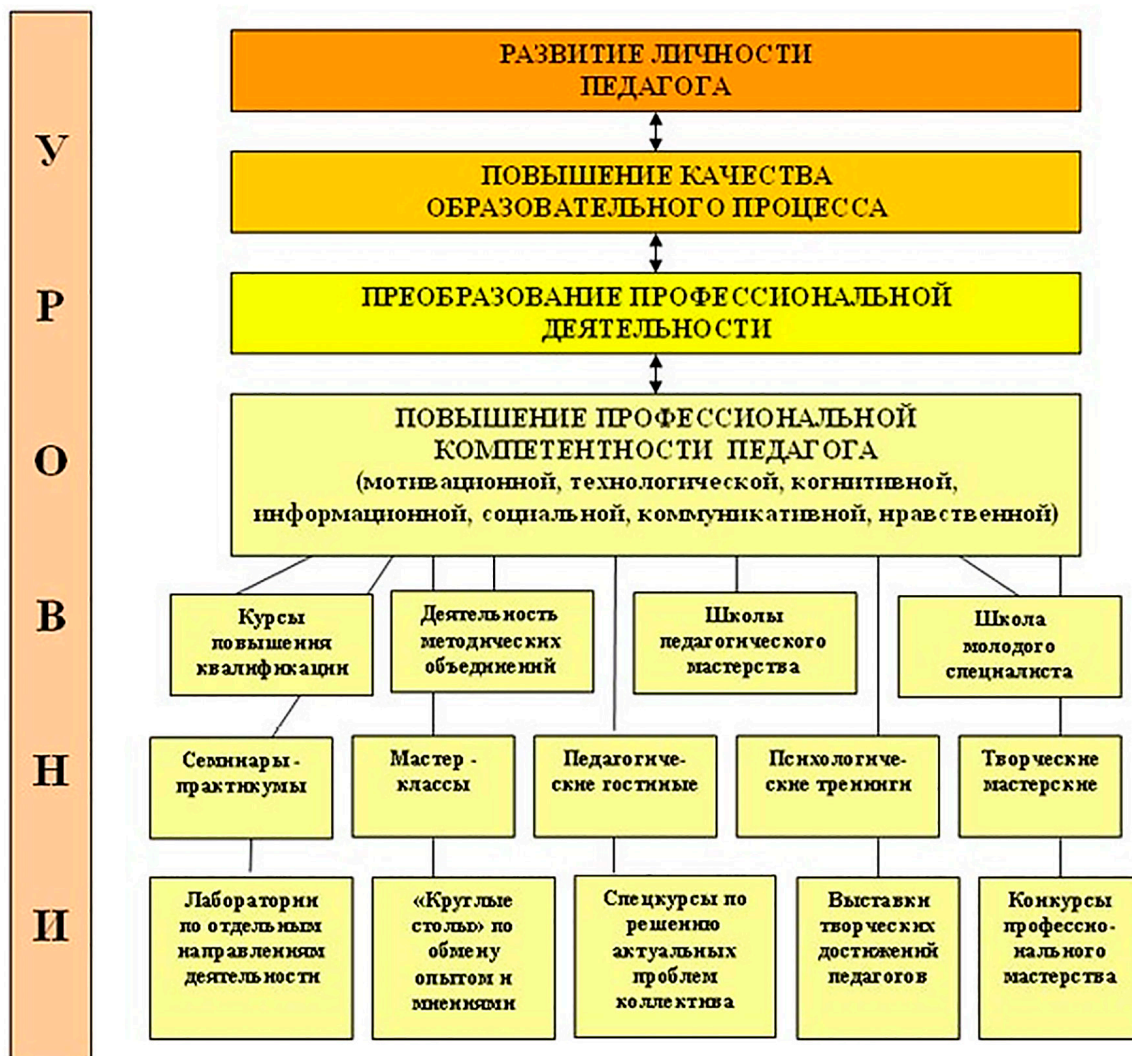 УРОВНИ
РАЗВИТИЕ ЛИЧНОСТИ
ПЕДАГОГА
ПОВЫШЕНИЕ КАЧЕСТВА
ОБРАЗОВАТЕЛЬНОГО ПРОЦЕССА
ПРЕОБРАЗОВАНИЕ ПРОФЕССИОНАЛЬНОЙ
ДЕЯТЕЛЬНОСТИ
ПОВЫШЕНИЕ ПРОФЕССИОНАЛЬНОЙ
КОМПЕТЕНТНОСТИ ПЕДАГОГА
(мотивационной, технологической, когнитивной,
информационной, социальной, коммуникативной, нравственной)
Курсы
повышения
квалификации
Деятельность
методических
объединений
Школы
педагогического
мастерства
Школа
молодого
специалиста
Семинары -
практикумы
Мастер -
классы
Педагогиче-
ские гостиные
Психологиче-
ские тренинги
Творческие
мастерские
Лаборатории
по отдельным
направлениям
деятельности
«Круглые
столы» по
обмену
опытом и
мнениями
Спецкурсы по
решению
актуальных
проблем
коллектива
Выставки
творческих
достижений
педагогов
Конкурсы
профессио-
нального
мастерства